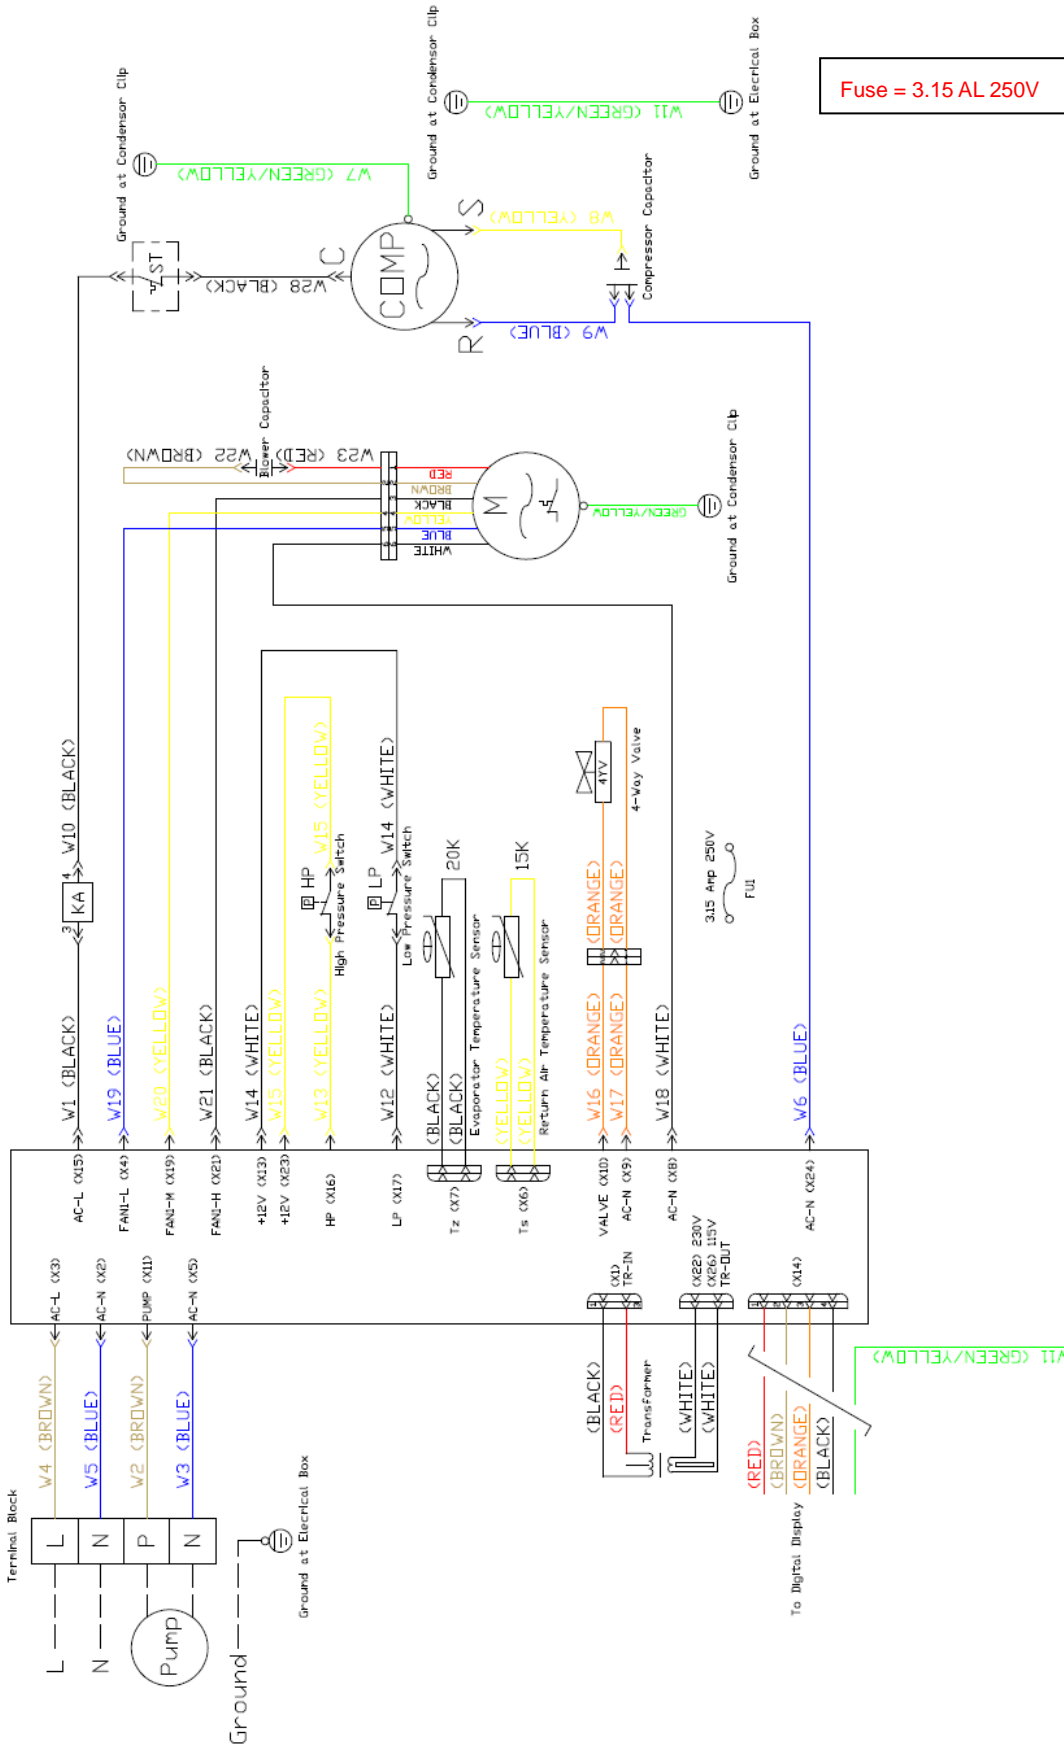 Fuse = 3.15 AL 250V
Terminal Block
L
N
Pump
Ground
L
N
P
N
Ground at Elecrical Box
W4 (BROWN)
W5 (BLUE)
W2 (BROWN)
W3 (BLUE)
AC-L (X3)
AC-N (X2)
PUMP (X11)
AC-N (X5)
(BLACK)
(RED)
Transformer
(WHITE)
(WHITE)
1
3
(X1)
TR-IN
(X22) 230V
(X26) 115V
TR-OUT
To Digital Display
(RED)
(BROWN)
(ORANGE)
(BLACK)
1
2
3
4
(X14)
W11 (GREEN/YELLOW)
AC-L (X15)
FAN1-L (X4)
FAN1-M (X19)
FAN1-H (X21)
+12V (X13)
+12V (X23)
HP (X16)
LP (X17)
Tz (X7)
Ts (X6)
VALVE (X10)
AC-N (X9)
AC-N (X8)
AC-N (X24)
W1 (BLACK)
W19 (BLUE)
W20 (YELLOW)
W21 (BLACK)
W14 (WHITE)
W15 (YELLOW)
W13 (YELLOW)
W12 (WHITE)
(BLACK)
(BLACK)
Evaporator Temperature Sensor
(YELLOW)
(YELLOW)
Return Air Temperature Sensor
W16 (ORANGE)
W17 (ORANGE)
W18 (WHITE)
W6 (BLUE)
3
KA
4
W10 (BLACK)
P
HP
High Pressure Switch
W15 (YELLOW)
P
LP
Low Pressure Switch
W14 (WHITE)
20K
15K
(ORANGE)
(ORANGE)
4YV
4-Way Valve
3.15 Amp 250V
FU1
RED
BROWN
BLACK
YELLOW
BLUE
WHITE
M
GREEN/YELLOW
Ground at Condensor Clip
W23 (RED)
W22 (BROWN)
Blower Capacitor
ST
W28 (BLACK)
C
COMP
R
S
W9 (BLUE)
W8 (YELLOW)
Compressor Capacitor
W7 (GREEN/YELLOW)
Ground at Condensor Clip
Ground at Condensor Clip
W11 (GREEN/YELLOW)
Ground at Elecrical Box